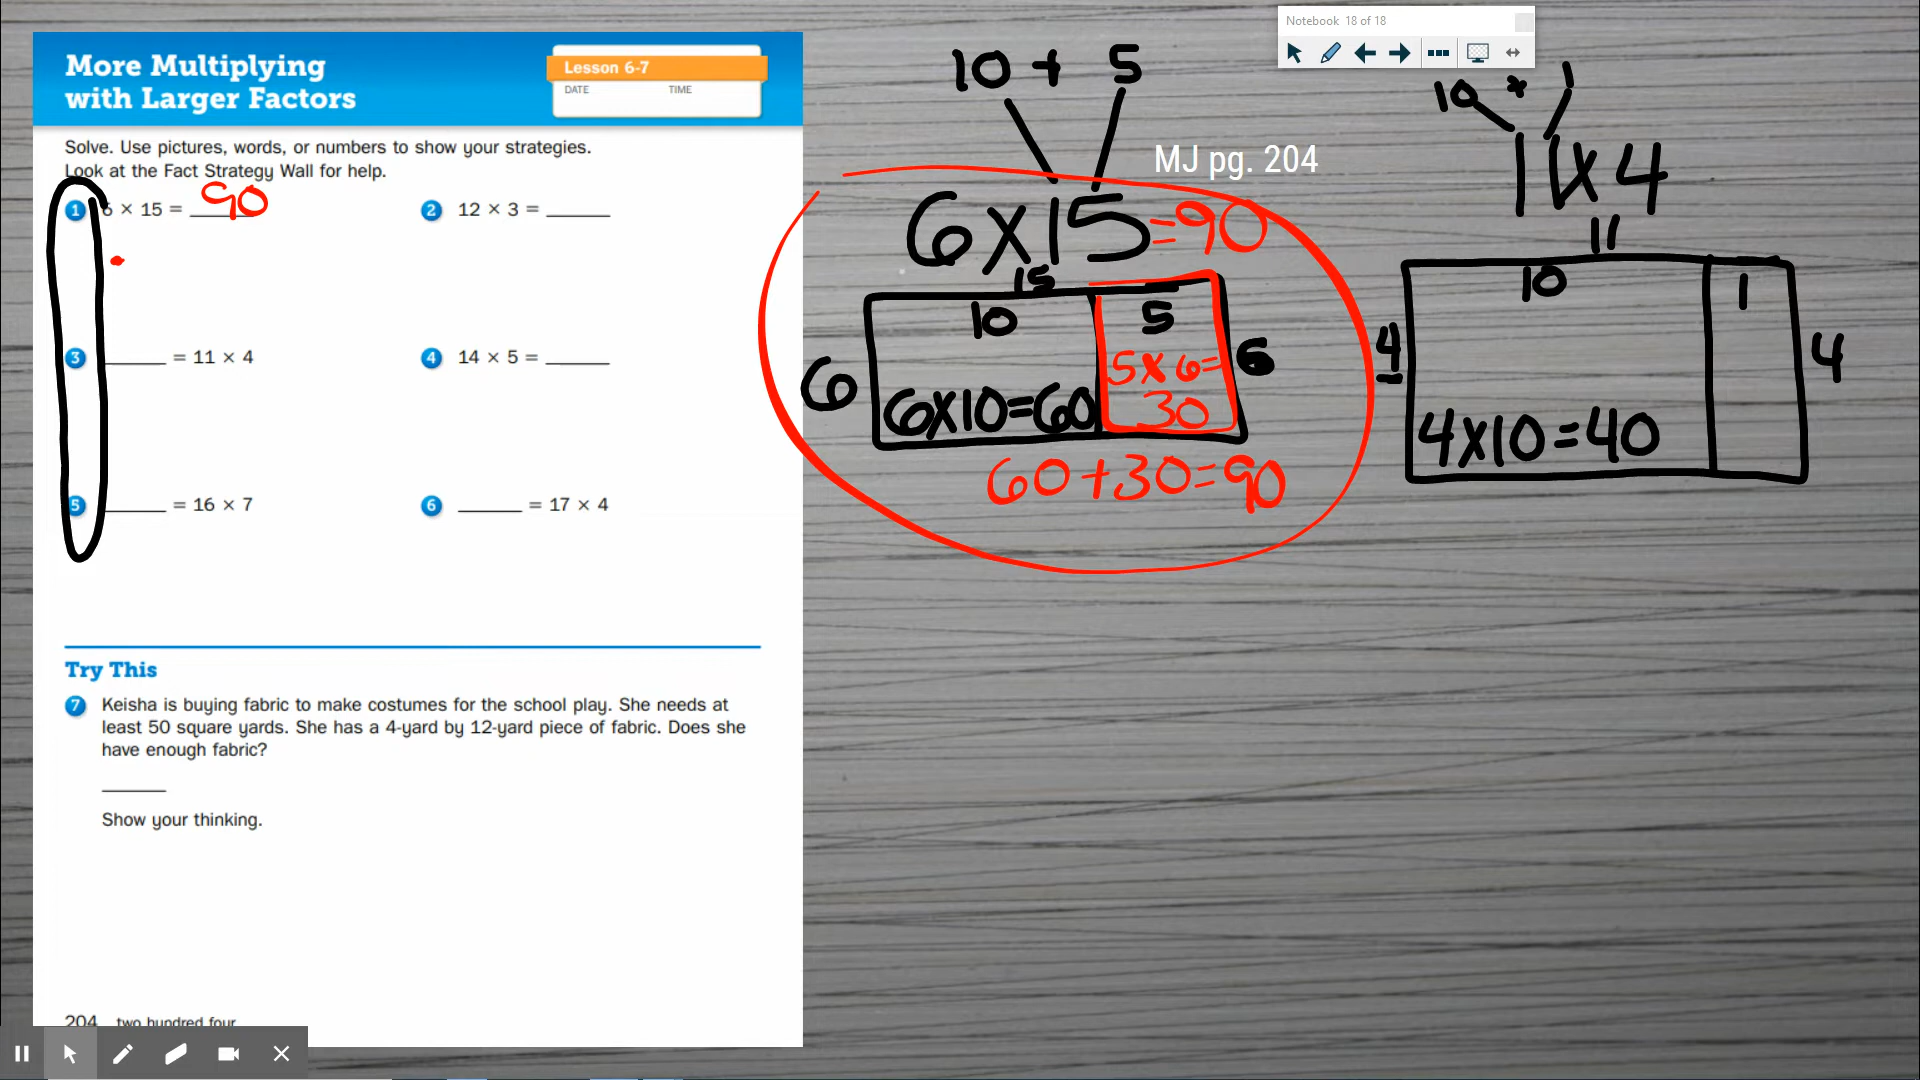 More Multiplying
with Larger Factors
Lesson 6-7
DATE TIME
Solve. Use pictures, words, or numbers to show your strategies.
Look at the Fact Strategy Wall for help.
1 6 × 15 = 90
2 12 × 3 = ______
3 ______ = 11 × 4
4 14 × 5 = ______
5 ______ = 16 × 7
6 ______ = 17 × 4
Try This
7 Keisha is buying fabric to make costumes for the school play. She needs at
least 50 square yards. She has a 4-yard by 12-yard piece of fabric. Does she
have enough fabric?
Show your thinking.
204 two hundred four
10 + 5
MJ pg. 204
6x15=90
15
10 5
6
5x6=
6x10=60
30
60+30=90
Notebook 18 of 18
10 + 1
11x4
11
10 1
4 4
4x10=40